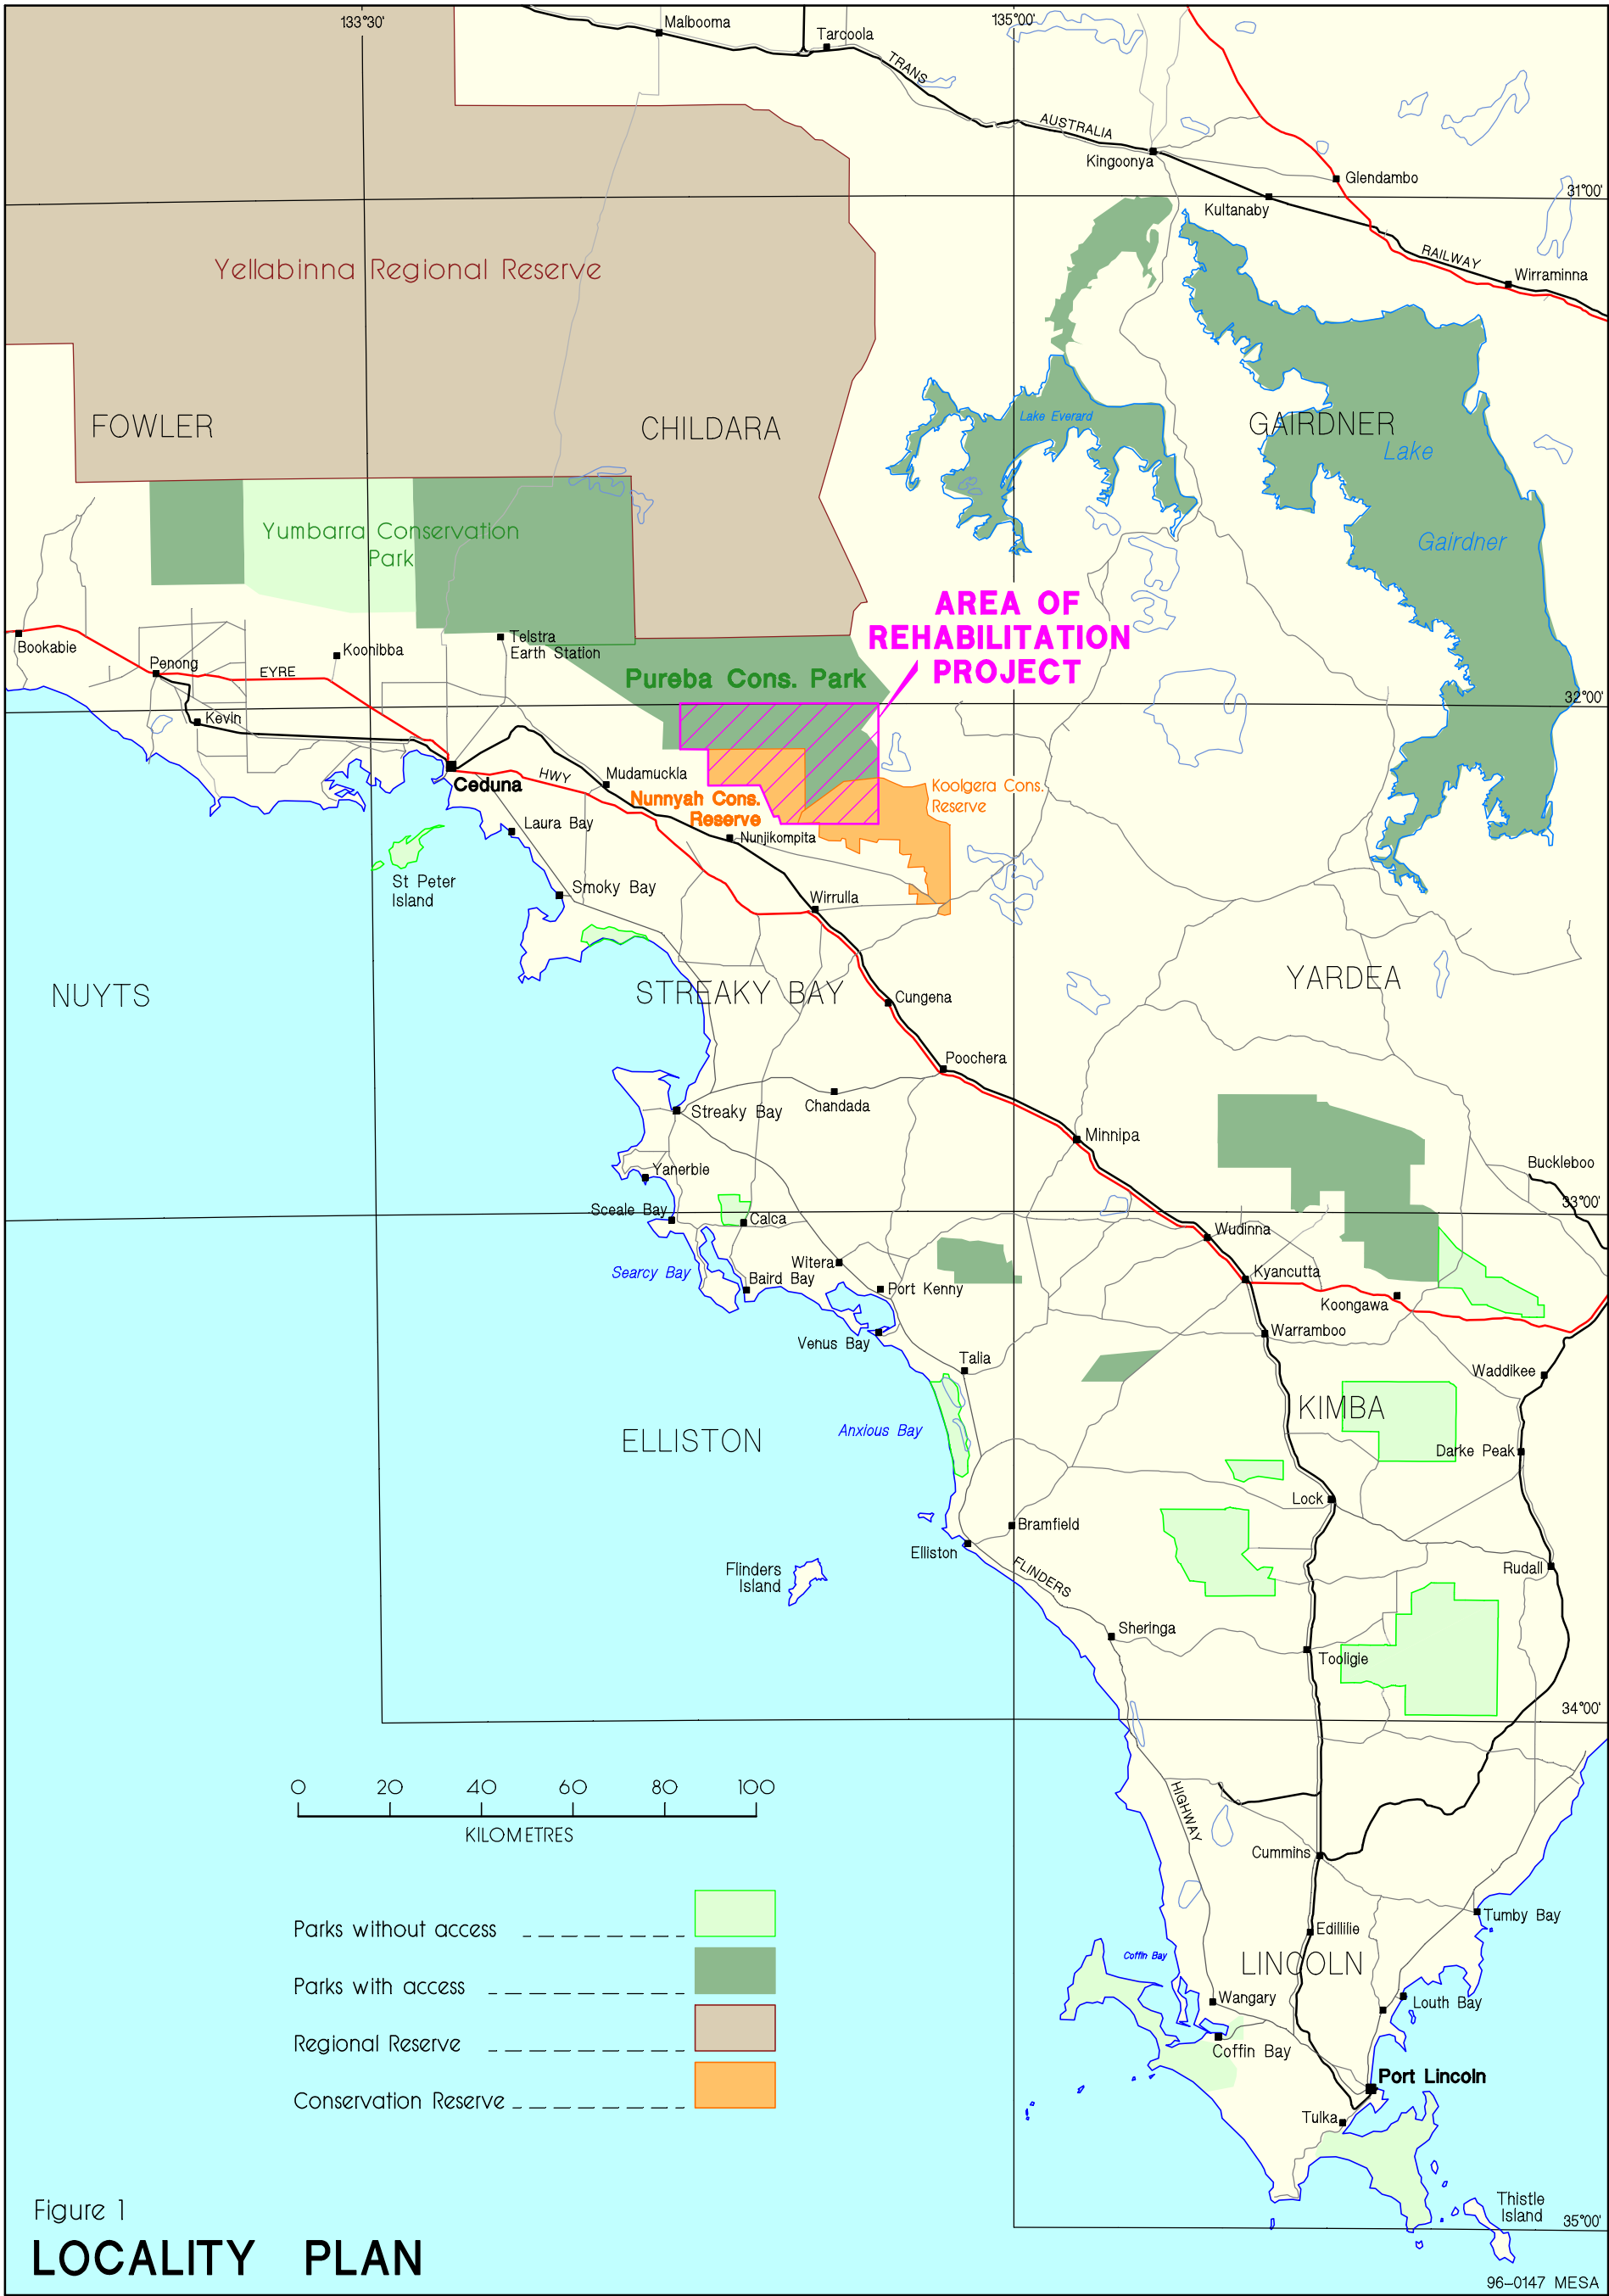 133°30'
135°00'
Malbooma
Tarcoola
TRANS
AUSTRALIA
Kingoonya
Glendambo
31°00'
Kultanaby
RAILWAY
Wirraminna
Yellabinna Regional Reserve
FOWLER
CHILDARA
Lake Everard
GAIRDNER
Lake
Gairdner
Yumbarra Conservation
Park
AREA OF
REHABILITATION
PROJECT
Bookabie
Penong
Koonibba
EYRE
Telstra
Earth Station
Pureba Cons. Park
32°00'
Kevin
Ceduna
HWY
Mudamuckla
Nunnyah Cons.
Reserve
Koolgera Cons.
Reserve
Laura Bay
Nunjikompita
St Peter
Island
Smoky Bay
Wirrulla
NUYTS
STREAKY BAY
YARDEA
Cungena
Poochera
Chandada
Streaky Bay
Minnipa
Buckleboo
Yanerbie
33°00'
Sceale Bay
Calca
Wudinna
Searcy Bay
Witera
Kyancutta
Baird Bay
Port Kenny
Koongawa
Venus Bay
Warramboo
Talia
Waddikee
KIMBA
ELLISTON
Anxious Bay
Darke Peak
Lock
Bramfield
Elliston
Flinders
Island
FLINDERS
Rudall
Sheringa
Tooligie
34°00'
0 20 40 60 80 100
KILOMETRES
HIGHWAY
Cummins
Parks without access
Tumby Bay
Edillilie
Coffin Bay
LINCOLN
Parks with access
Wangary
Louth Bay
Regional Reserve
Coffin Bay
Port Lincoln
Conservation Reserve
Tulka
Thistle
Island
Figure 1
35°00'
LOCALITY PLAN
96-0147 MESA